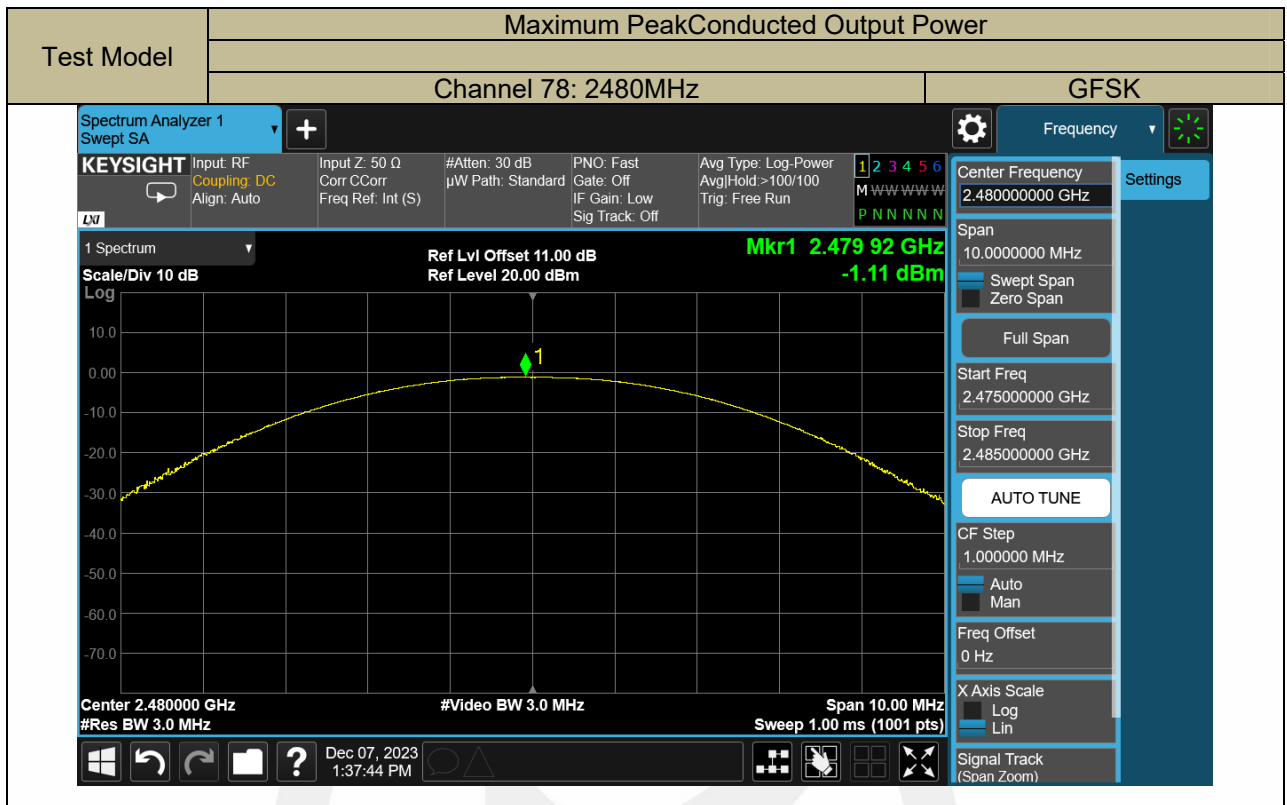 Test Model
Maximum PeakConducted Output Power
Channel 78: 2480MHz
GFSK
Spectrum Analyzer 1
Swept SA
Frequency
KEYSIGHT
LXI
Input: RF
Coupling: DC
Align: Auto
Input Z: 50 Ω
Corr CCorr
Freq Ref: Int (S)
#Atten: 30 dB
µW Path: Standard
PNO: Fast
Gate: Off
IF Gain: Low
Sig Track: Off
Avg Type: Log-Power
Avg|Hold:>100/100
Trig: Free Run
1 2 3 4 5 6
M W W W W W
P N N N N N
Center Frequency
2.480000000 GHz
Settings
Span
10.0000000 MHz
Swept Span
Zero Span
Full Span
Start Freq
2.475000000 GHz
Stop Freq
2.485000000 GHz
AUTO TUNE
CF Step
1.000000 MHz
Auto
Man
Freq Offset
0 Hz
X Axis Scale
Log
Lin
Signal Track
(Span Zoom)
1 Spectrum
Scale/Div 10 dB
Log
Ref Lvl Offset 11.00 dB
Ref Level 20.00 dBm
Mkr1 2.479 92 GHz
-1.11 dBm
1
10.0
0.00
-10.0
-20.0
-30.0
-40.0
-50.0
-60.0
-70.0
Center 2.480000 GHz
#Res BW 3.0 MHz
#Video BW 3.0 MHz
Span 10.00 MHz
Sweep 1.00 ms (1001 pts)
?
Dec 07, 2023
1:37:44 PM